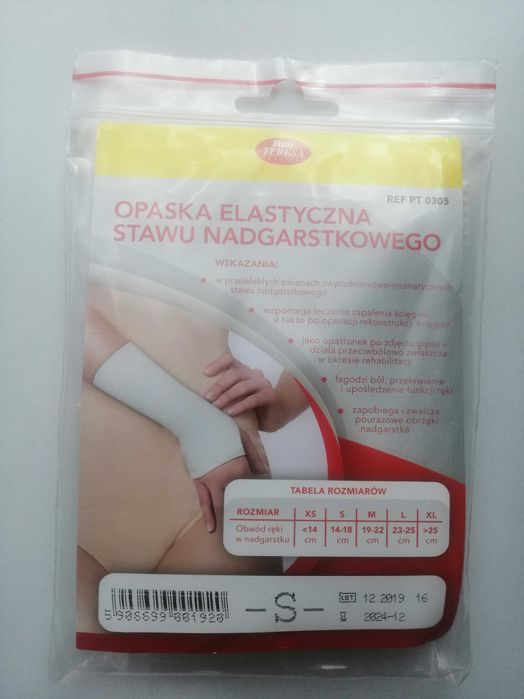 Pani
TERESA
REF PT 0305
OPASKA ELASTYCZNA
STAWU NADGARSTKOWEGO
WSKAZANIA:
• w przewlekłych zmianach zwyrodnieniowo-reumatycznych
stawu nadgarstkowego
• wspomaga leczenie zapalenia ścięgien,
a także po operacji rekonstrukcji ścięgien
• jako opatrunek po zdjęciu gipsu –
działa przeciwbólowo zwłaszcza
w okresie rehabilitacji
• łagodzi ból, przekrwienie
i upośledzenie funkcji ręki
• zapobiega i zwalcza
pourazowe obrzęki
nadgarstka
TABELA ROZMIARÓW
ROZMIAR XS S M L XL
Obwód ręki <14 14-18 19-22 23-25 >25
w nadgarstku cm cm cm cm cm
-S-
LOT 12.2019 16
2024-12
5 906699 001920